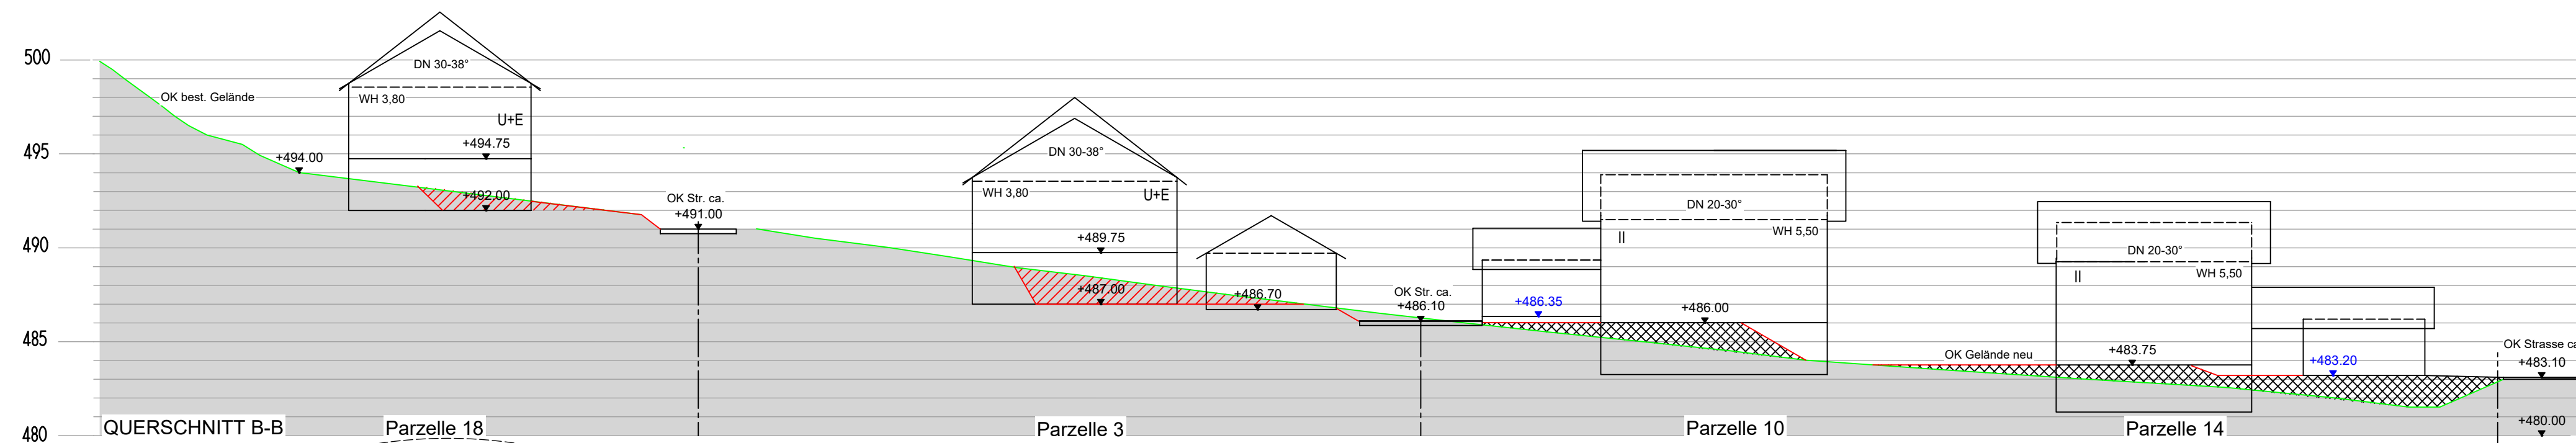 500
495
490
485
480
OK best. Gelände
+494.00
DN 30-38°
WH 3,80
U+E
+494.75
+492.00
OK Str. ca.
+491.00
DN 30-38°
WH 3,80
U+E
+489.75
+487.00
+486.70
OK Str. ca.
+486.10
+486.35
DN 20-30°
II
WH 5,50
+486.00
OK Gelände neu
DN 20-30°
II
WH 5,50
+483.75
+483.20
OK Strasse ca
+483.10
+480.00
QUERSCHNITT B-B
Parzelle 18
Parzelle 3
Parzelle 10
Parzelle 14